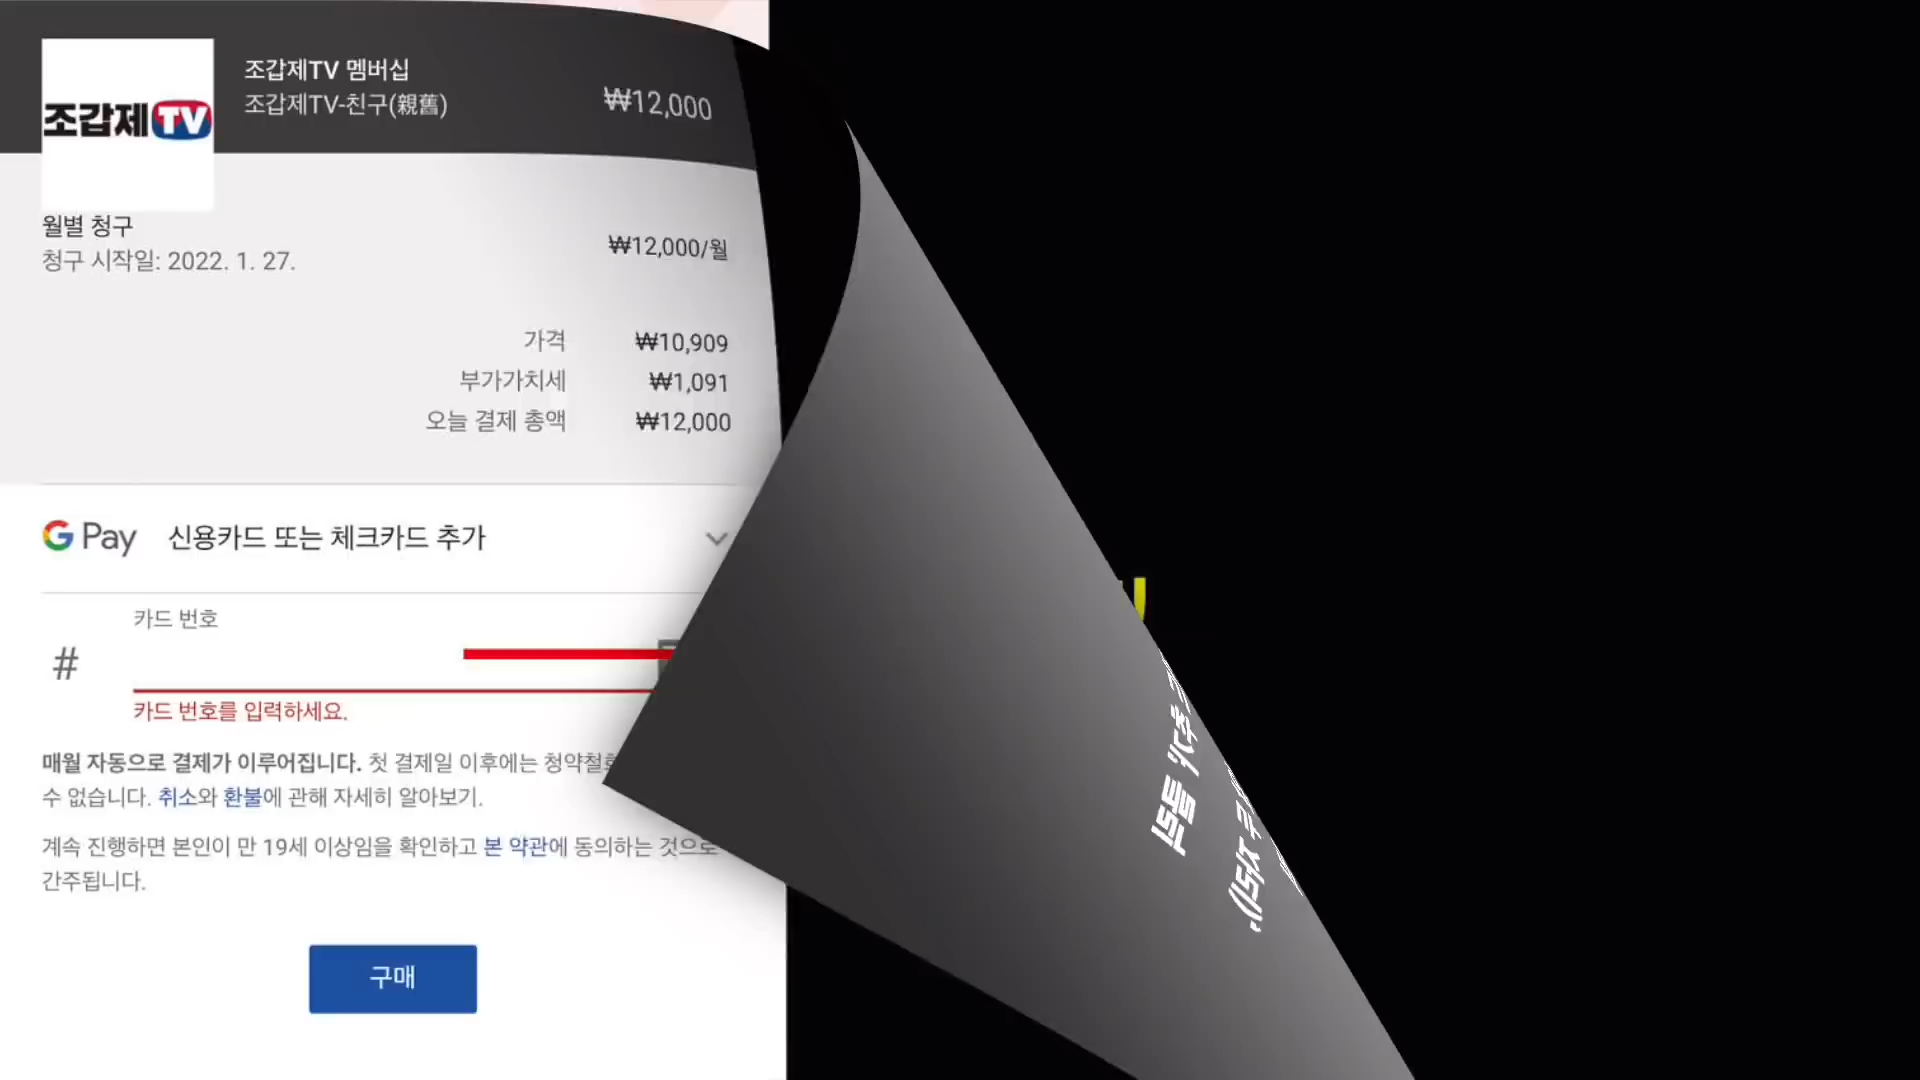 조갑제TV
조갑제TV 멤버십
조갑제TV-친구(親舊)
₩12,000
월별 청구
청구 시작일: 2022. 1. 27.
₩12,000/월
가격 ₩10,909
부가가치세 ₩1,091
오늘 결제 총액 ₩12,000
G Pay 신용카드 또는 체크카드 추가
카드 번호
#
카드 번호를 입력하세요.
매월 자동으로 결제가 이루어집니다. 첫 결제일 이후에는
수 없습니다. 취소와 환불에 관해 자세히 알아보기.
계속 진행하면 본인이 만 19세 이상임을 확인하고 본 약관에 동의하는 것으로
간주됩니다.
구매